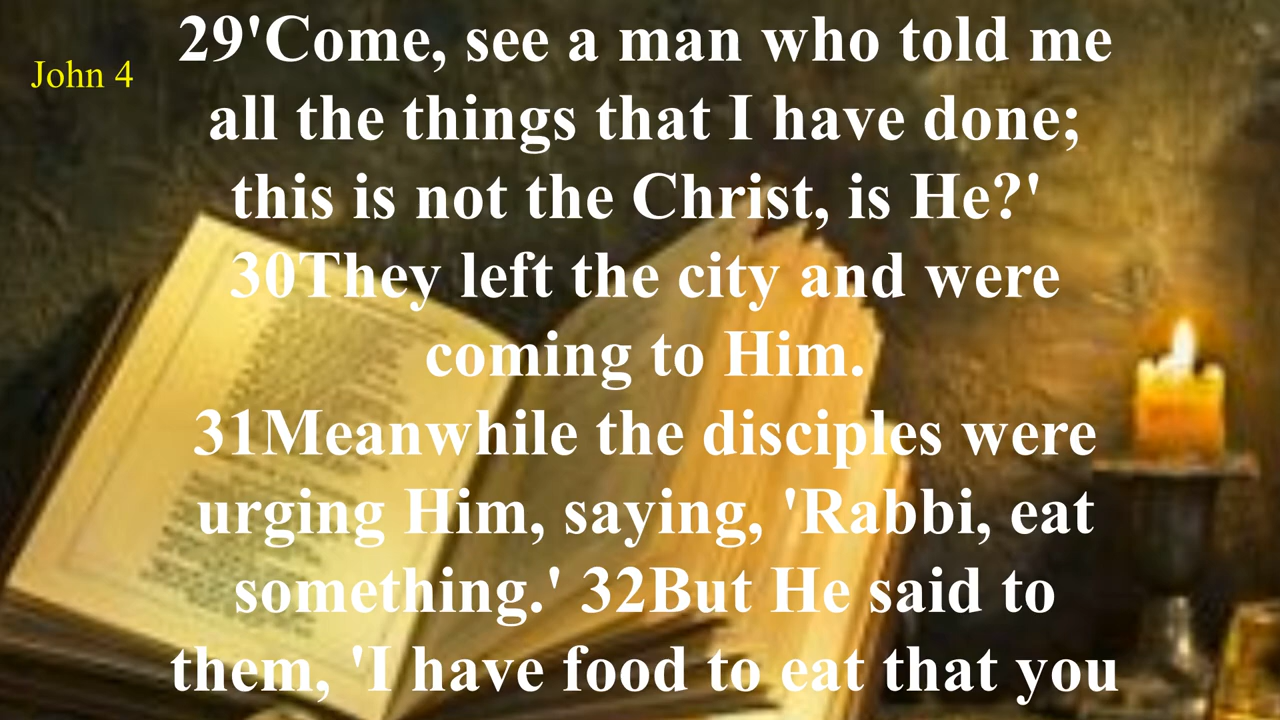 John 4
29'Come, see a man who told me
all the things that I have done;
this is not the Christ, is He?'
30They left the city and were
coming to Him.
31Meanwhile the disciples were
urging Him, saying, 'Rabbi, eat
something.' 32But He said to
them, 'I have food to eat that you